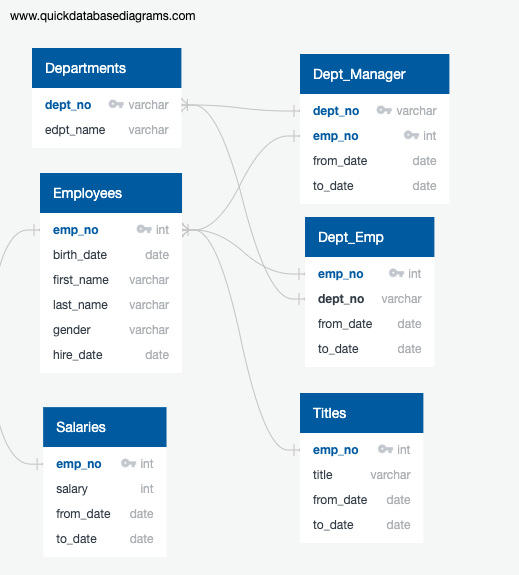 www.quickdatabasediagrams.com
Departments
dept_no varchar
edpt_name varchar
Employees
emp_no int
birth_date date
first_name varchar
last_name varchar
gender varchar
hire_date date
Salaries
emp_no int
salary int
from_date date
to_date date
Dept_Manager
dept_no varchar
emp_no int
from_date date
to_date date
Dept_Emp
emp_no int
dept_no varchar
from_date date
to_date date
Titles
emp_no int
title varchar
from_date date
to_date date